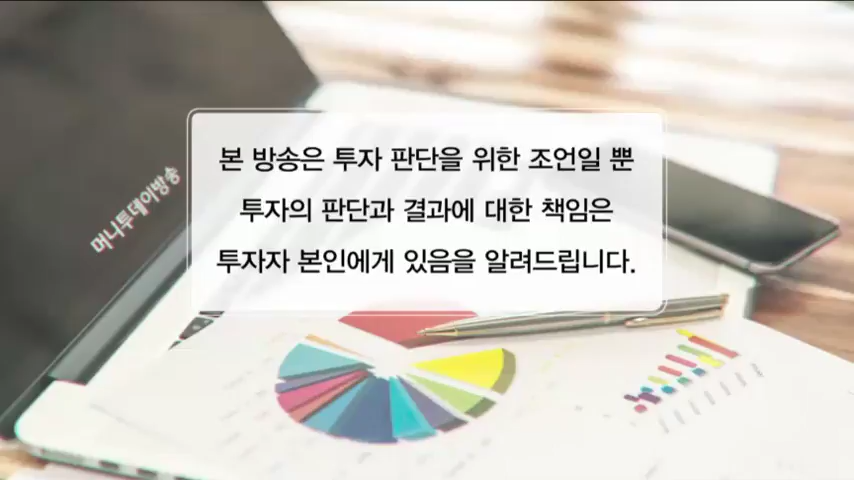 본 방송은 투자 판단을 위한 조언일 뿐
투자의 판단과 결과에 대한 책임은
투자자 본인에게 있음을 알려드립니다.
머니투데이방송